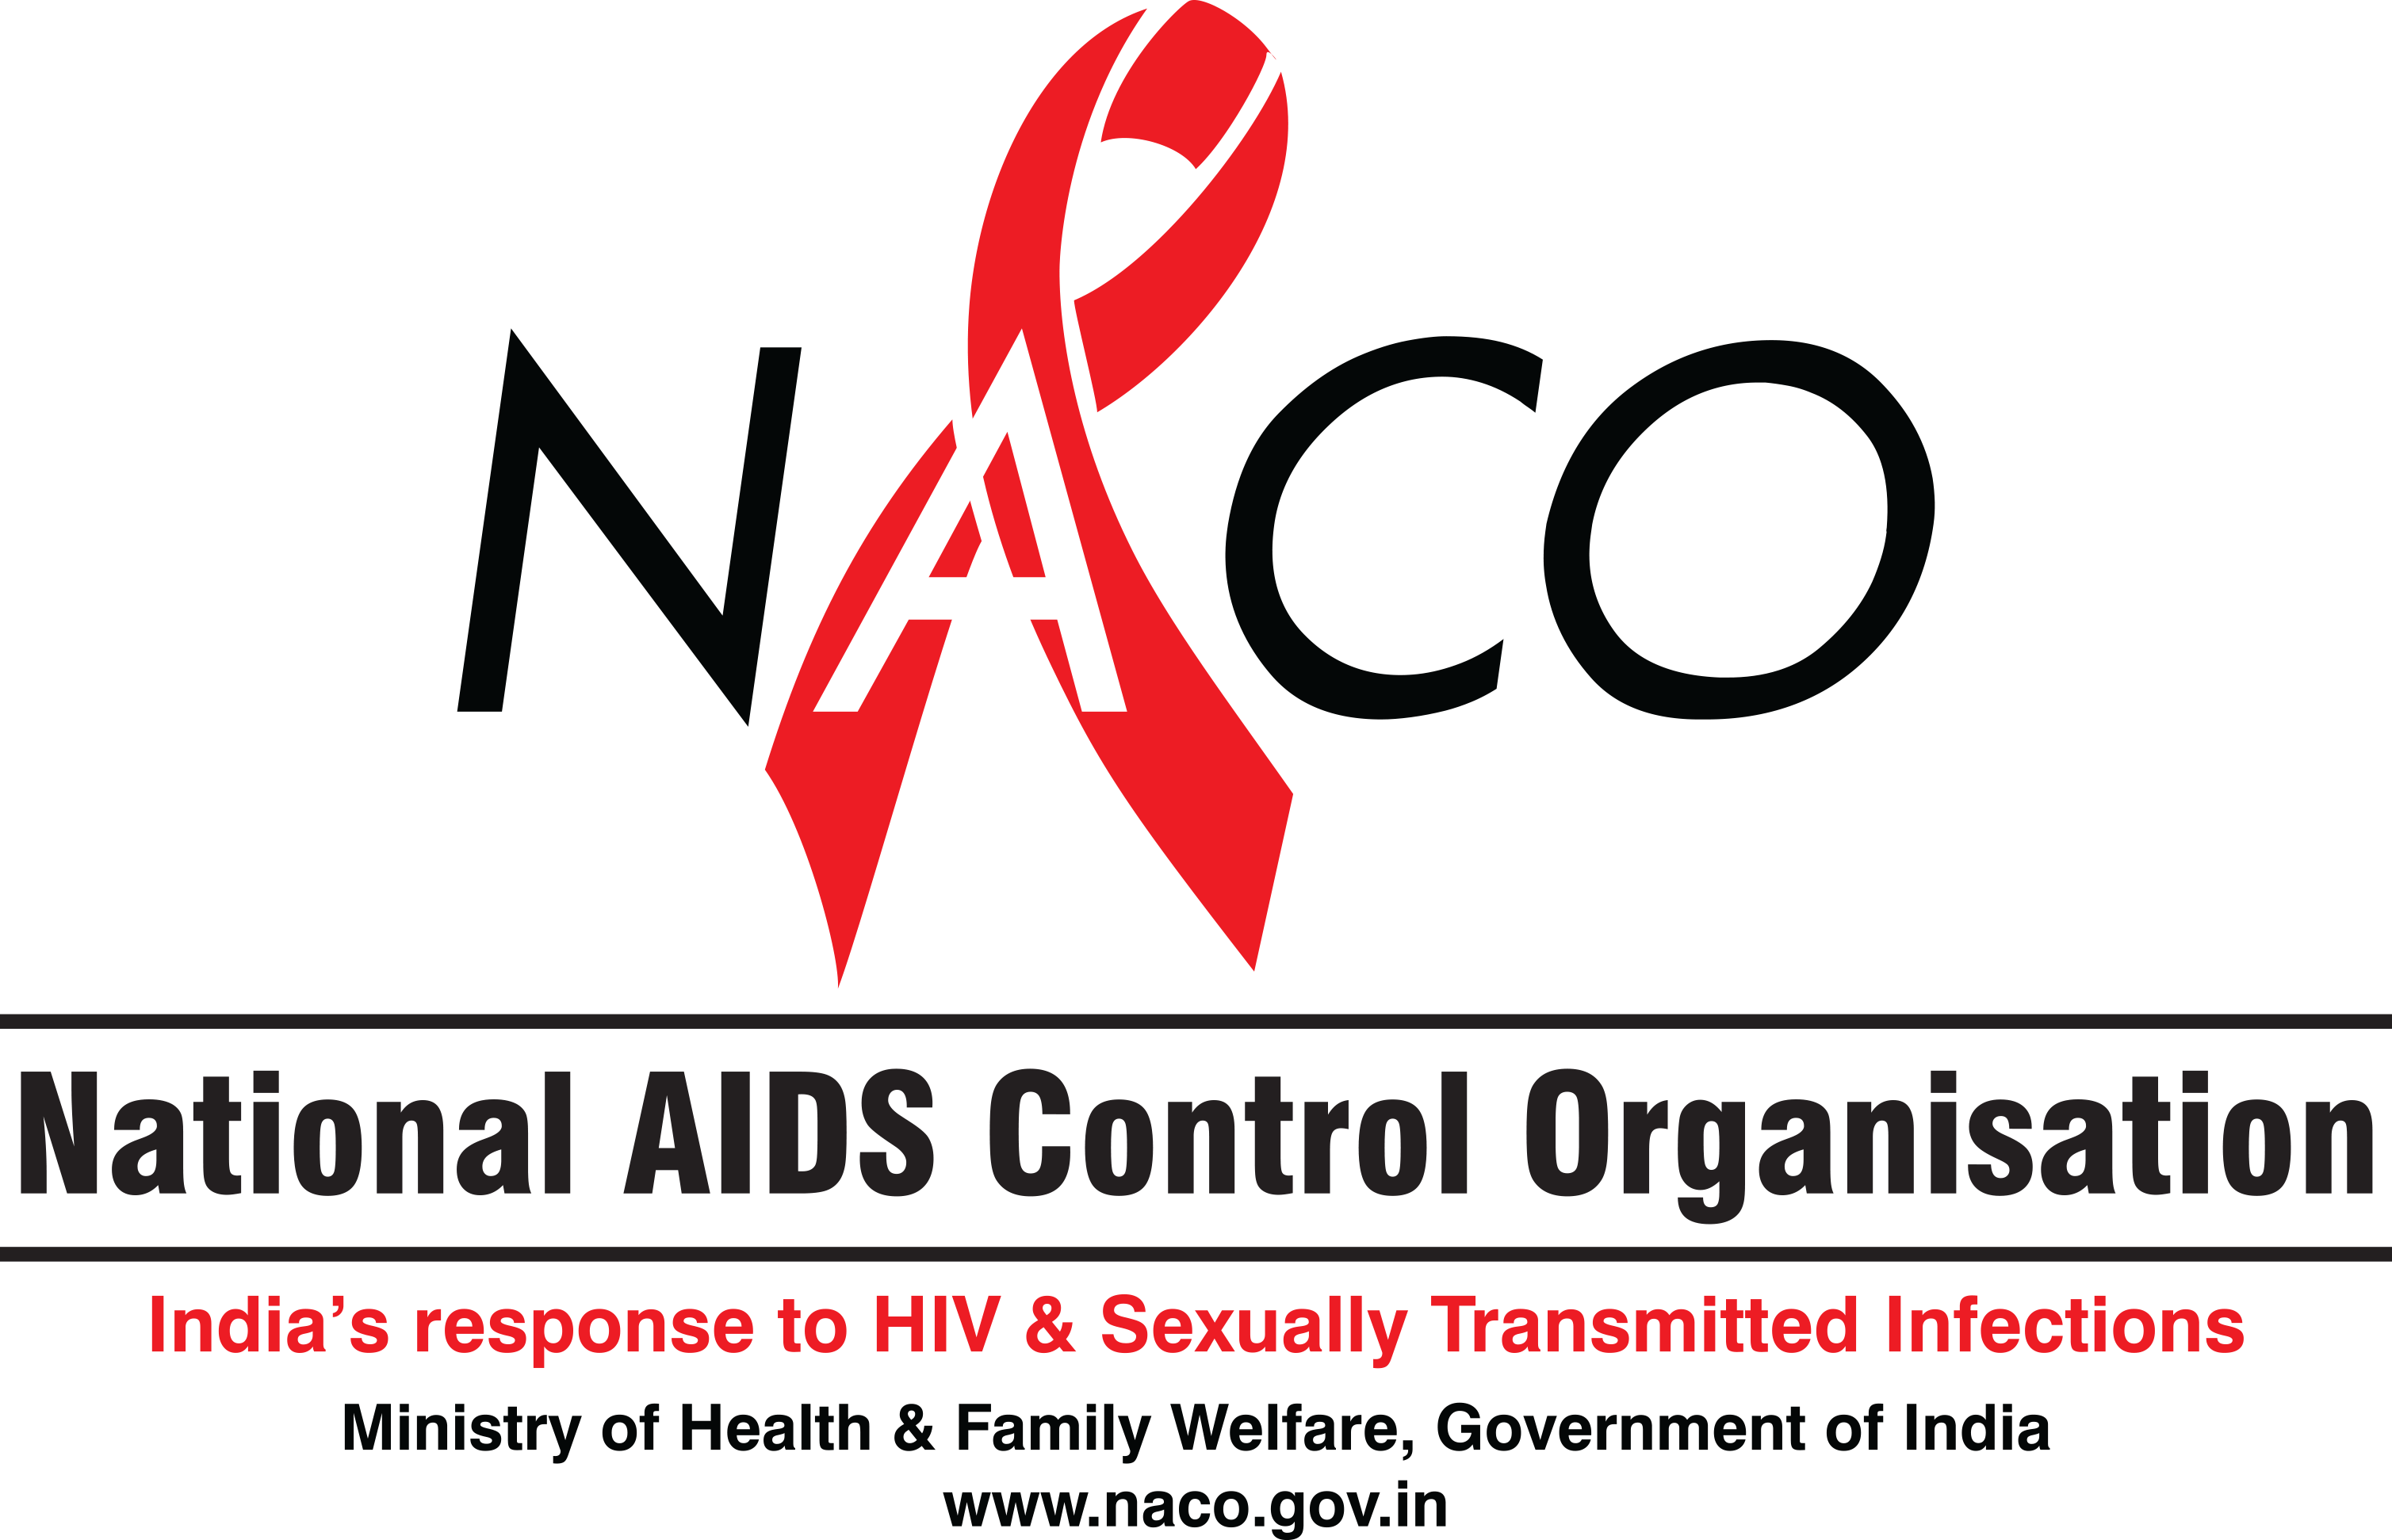 NACO
National AIDS Control Organisation
India’s response to HIV & Sexually Transmitted Infections
Ministry of Health & Family Welfare, Government of India
www.naco.gov.in